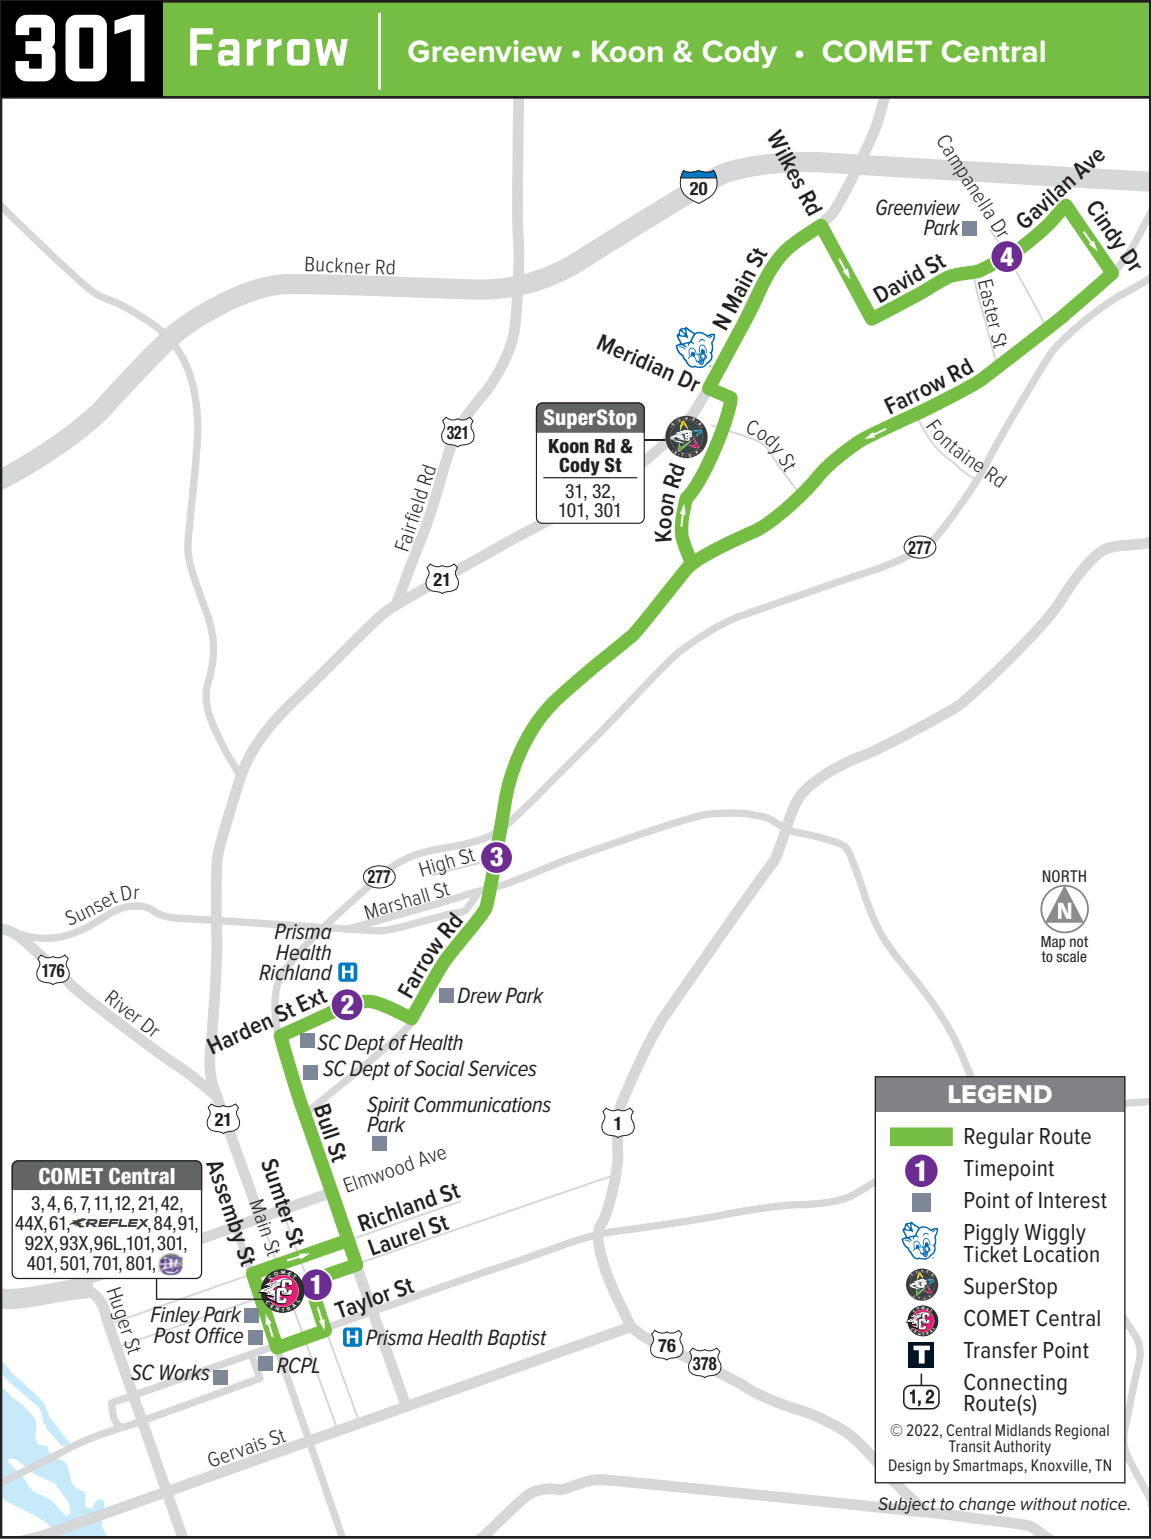 301 Farrow Greenview • Koon & Cody • COMET Central
Wilkes Rd
20
Campanella Dr
Gavilan Ave
Greenview
Park
Cindy Dr
4
Buckner Rd
N Main St
David St
Easter St
Meridian Dr
Farrow Rd
SuperStop
Koon Rd &
Cody St
31, 32,
101, 301
321
Cody St
Fontaine Rd
Fairfield Rd
Koon Rd
277
21
3
High St
277
Marshall St
Sunset Dr
NORTH
N
Map not
to scale
Prisma
Health
Richland H
Farrow Rd
176
River Dr
Harden St Ext
2
Drew Park
SC Dept of Health
SC Dept of Social Services
21
Bull St
Spirit Communications
Park
1
Elmwood Ave
COMET Central
3, 4, 6, 7, 11, 12, 21, 42,
44X, 61, REFLEX, 84, 91,
92X, 93X, 96L, 101, 301,
401, 501, 701, 801,
Assembly St
Sumter St
Main St
Richland St
Laurel St
1
Taylor St
Huger St
Finley Park
Post Office
H Prisma Health Baptist
RCPL
SC Works
76
378
Gervais St
LEGEND
Regular Route
1 Timepoint
Point of Interest
Piggly Wiggly
Ticket Location
SuperStop
COMET Central
T Transfer Point
1, 2 Connecting
Route(s)
© 2022, Central Midlands Regional
Transit Authority
Design by Smartmaps, Knoxville, TN
Subject to change without notice.